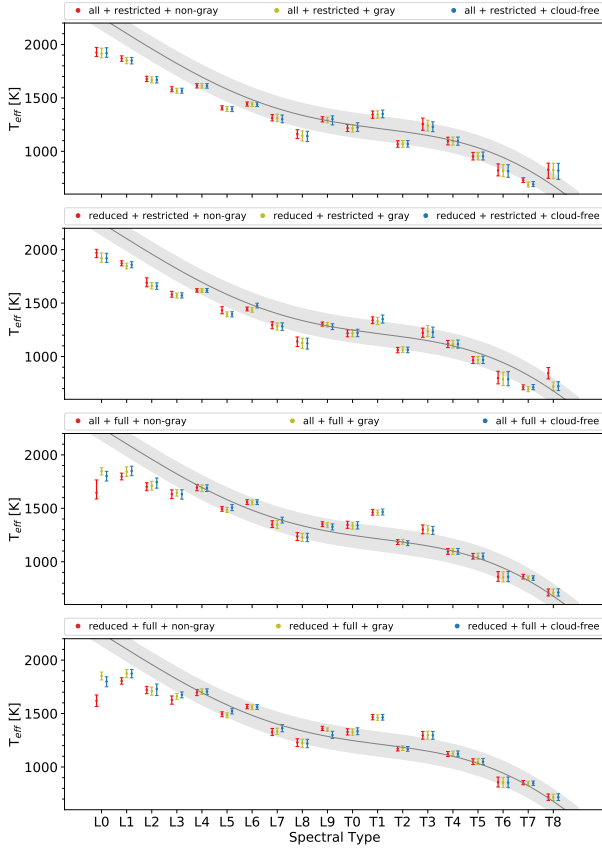 all + restricted + non-gray all + restricted + gray all + restricted + cloud-free
2000
1500
1000
T_eff [K]
reduced + restricted + non-gray reduced + restricted + gray reduced + restricted + cloud-free
2000
1500
1000
T_eff [K]
all + full + non-gray all + full + gray all + full + cloud-free
2000
1500
1000
T_eff [K]
reduced + full + non-gray reduced + full + gray reduced + full + cloud-free
2000
1500
1000
T_eff [K]
L0 L1 L2 L3 L4 L5 L6 L7 L8 L9 T0 T1 T2 T3 T4 T5 T6 T7 T8
Spectral Type